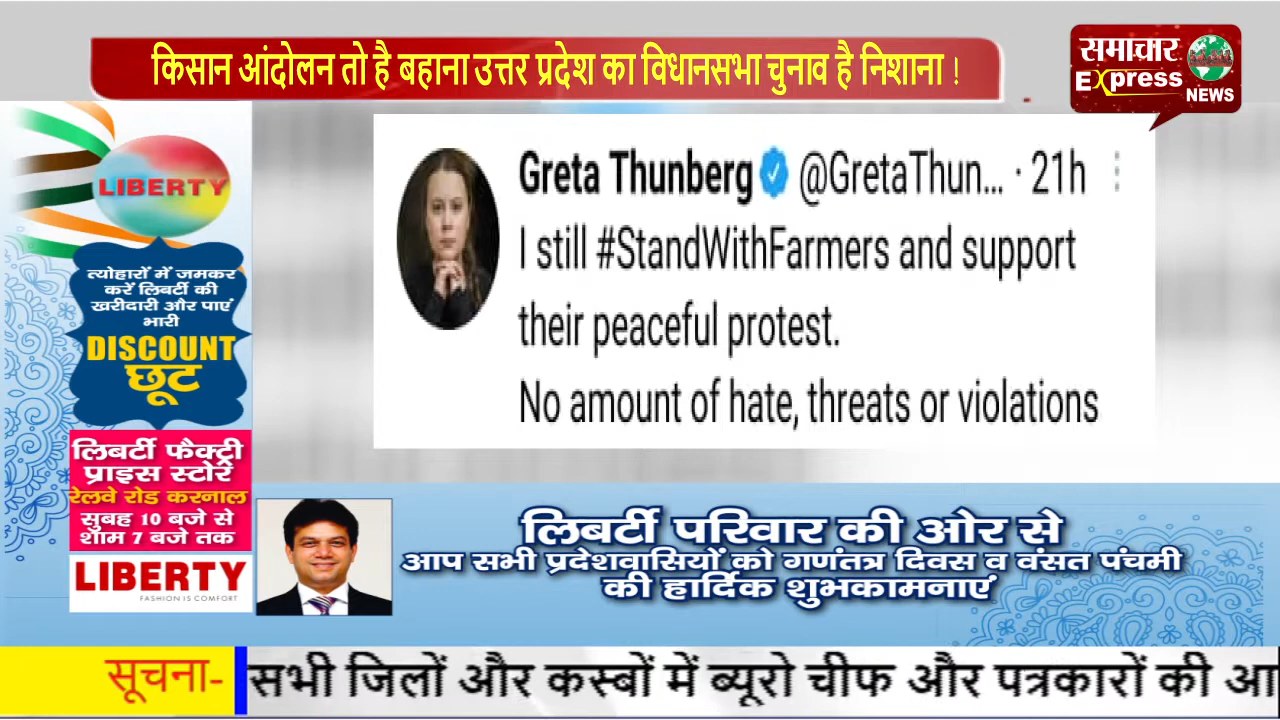 किसान आंदोलन तो है बहाना उत्तर प्रदेश का विधानसभा चुनाव है निशाना !
समाचार
Express
NEWS
Greta Thunberg @GretaThun... · 21h
I still #StandWithFarmers and support
their peaceful protest.
No amount of hate, threats or violations
LIBERTY
त्योहारों में जमकर
करें लिबर्टी की
खरीदारी और पाएं
भारी
DISCOUNT
छूट
लिबर्टी फैक्ट्री
प्राइस स्टोर
रेलवे रोड करनाल
सुबह 10 बजे से
शाम 7 बजे तक
LIBERTY
FASHION IS COMFORT
लिबर्टी परिवार की ओर से
आप सभी प्रदेशवासियों को गणंतत्र दिवस व वंसत पंचमी
की हार्दिक शुभकामनाएं
सूचना- सभी जिलों और कस्बों में ब्यूरो चीफ और पत्रकारों की आ